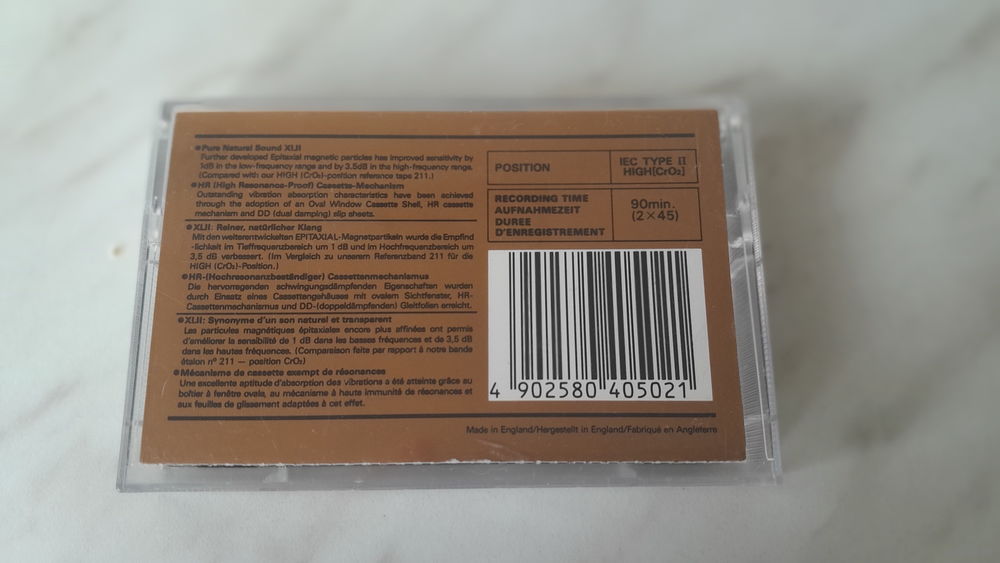 ●Pure Natural Sound XLII
Further developed Epitaxial magnetic particles has improved sensitivity by
1dB in the low-frequency range and by 3.5dB in the high-frequency range.
(Compared with our HIGH (CrO₂)-position reference tape 211.)
●HR (High Resonance-Proof) Cassette-Mechanism
Outstanding vibration absorption characteristics have been achieved
through the adoption of an Oval Window Cassette Shell, HR cassette
mechanism and DD (dual damping) slip sheets.
●XLII: Reiner, natürlicher Klang
Mit den weiterentwickelten EPITAXIAL-Magnetpartikeln wurde die Empfind
-lichkeit im Tieffrequenzbereich um 1 dB und im Hochfrequenzbereich um
3,5 dB verbessert. (Im Vergleich zu unserem Referenzband 211 für die
HIGH (CrO₂)-Position.)
●HR-(Hochresonanzbeständiger) Cassettenmechanismus
Die hervorragenden schwingungsdämpfenden Eigenschaften wurden
durch Einsatz eines Cassettengehäuses mit ovalem Sichtfenster, HR-
Cassettenmechanismus und DD-(doppeldämpfenden) Gleitfolien erreicht.
●XLII: Synonyme d'un son naturel et transparent
Les particules magnétiques épitaxiales encore plus affinées ont permis
d'améliorer la sensibilité de 1 dB dans les basses fréquences et de 3,5 dB
dans les hautes fréquences. (Comparaison faite par rapport à notre bande
étalon n° 211 — position CrO₂)
●Mécanisme de cassette exempt de résonances
Une excellente aptitude d'absorption des vibrations a été atteinte grâce au
boîtier à fenêtre ovale, au mécanisme à haute immunité de résonances et
aux feuilles de glissement adaptées à cet effet.
POSITION
IEC TYPE II
HIGH[CrO₂]
RECORDING TIME
AUFNAHMEZEIT
DUREE
D'ENREGISTREMENT
90min.
(2×45)
4 902580 405021
Made in England/Hergestellt in England/Fabriqué en Angleterre